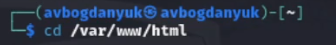 ┌──(avbogdanyuk㉿avbogdanyuk)-[~]
└─$ cd /var/www/html